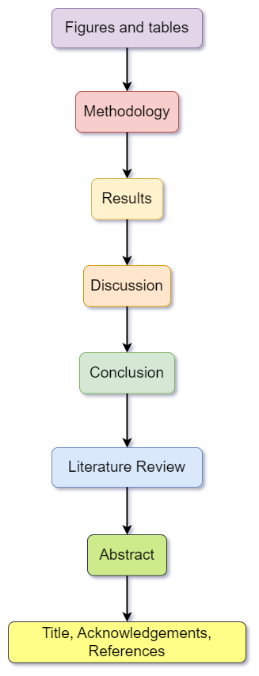 Figures and tables
Methodology
Results
Discussion
Conclusion
Literature Review
Abstract
Title, Acknowledgements,
References